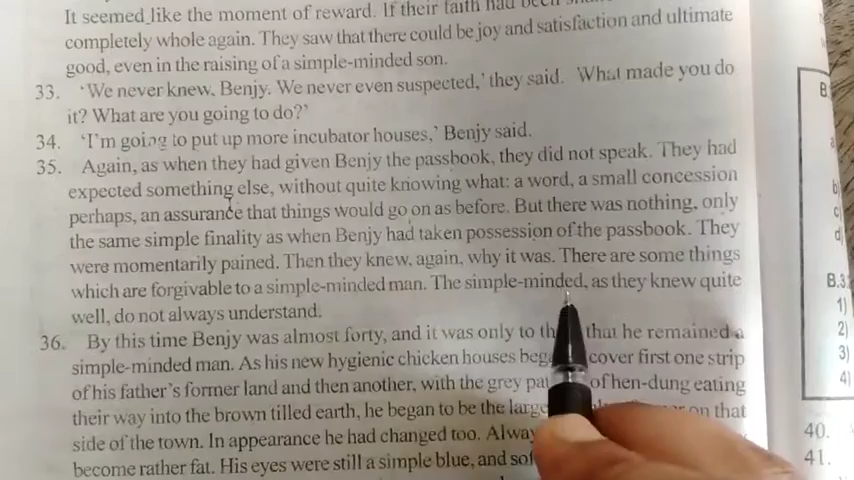 It seemed like the moment of reward. If their faith had been
completely whole again. They saw that there could be joy and satisfaction and ultimate
good, even in the raising of a simple-minded son.
33. ‘We never knew, Benjy. We never even suspected,’ they said. What made you do
it? What are you going to do?’
34. ‘I'm going to put up more incubator houses,’ Benjy said.
35. Again, as when they had given Benjy the passbook, they did not speak. They had
expected something else, without quite knowing what: a word, a small concession
perhaps, an assurance that things would go on as before. But there was nothing, only
the same simple finality as when Benjy had taken possession of the passbook. They
were momentarily pained. Then they knew, again, why it was. There are some things
which are forgivable to a simple-minded man. The simple-minded, as they knew quite
well, do not always understand.
36. By this time Benjy was almost forty, and it was only to that he remained a
simple-minded man. As his new hygienic chicken houses cover first one strip
of his father's former land and then another, with the grey of hen-dung eating
their way into the brown tilled earth, he began to be the on that
side of the town. In appearance he had changed too.
become rather fat. His eyes were still a simple blue, and
B
a
b)
c)
d)
B.3.
1)
2)
3)
4)
40.
41.